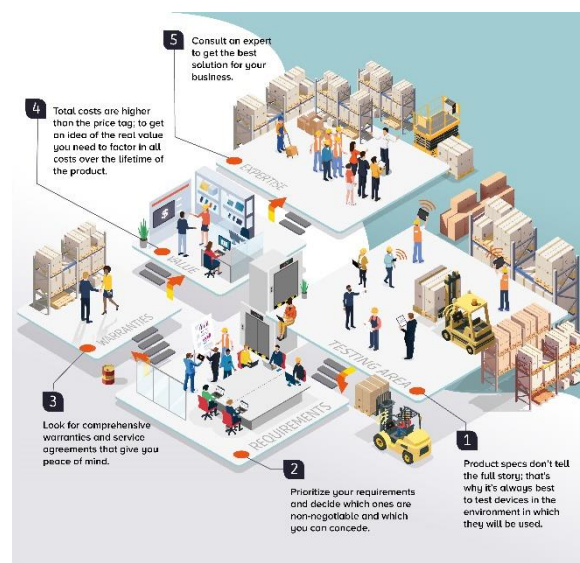 5
Consult an expert
to get the best
solution for your
business.
4
Total costs are higher
than the price tag; to get
an idea of the real value
you need to factor in all
costs over the lifetime of
the product.
EXPERTISE
$
VALUE
WARRANTIES
TESTING AREA
REQUIREMENTS
3
Look for comprehensive
warranties and service
agreements that give you
peace of mind.
2
Prioritize your requirements
and decide which ones are
non-negotiable and which
you can concede.
1
Product specs don't tell
the full story; that's
why it's always best
to test devices in the
environment in which
they will be used.